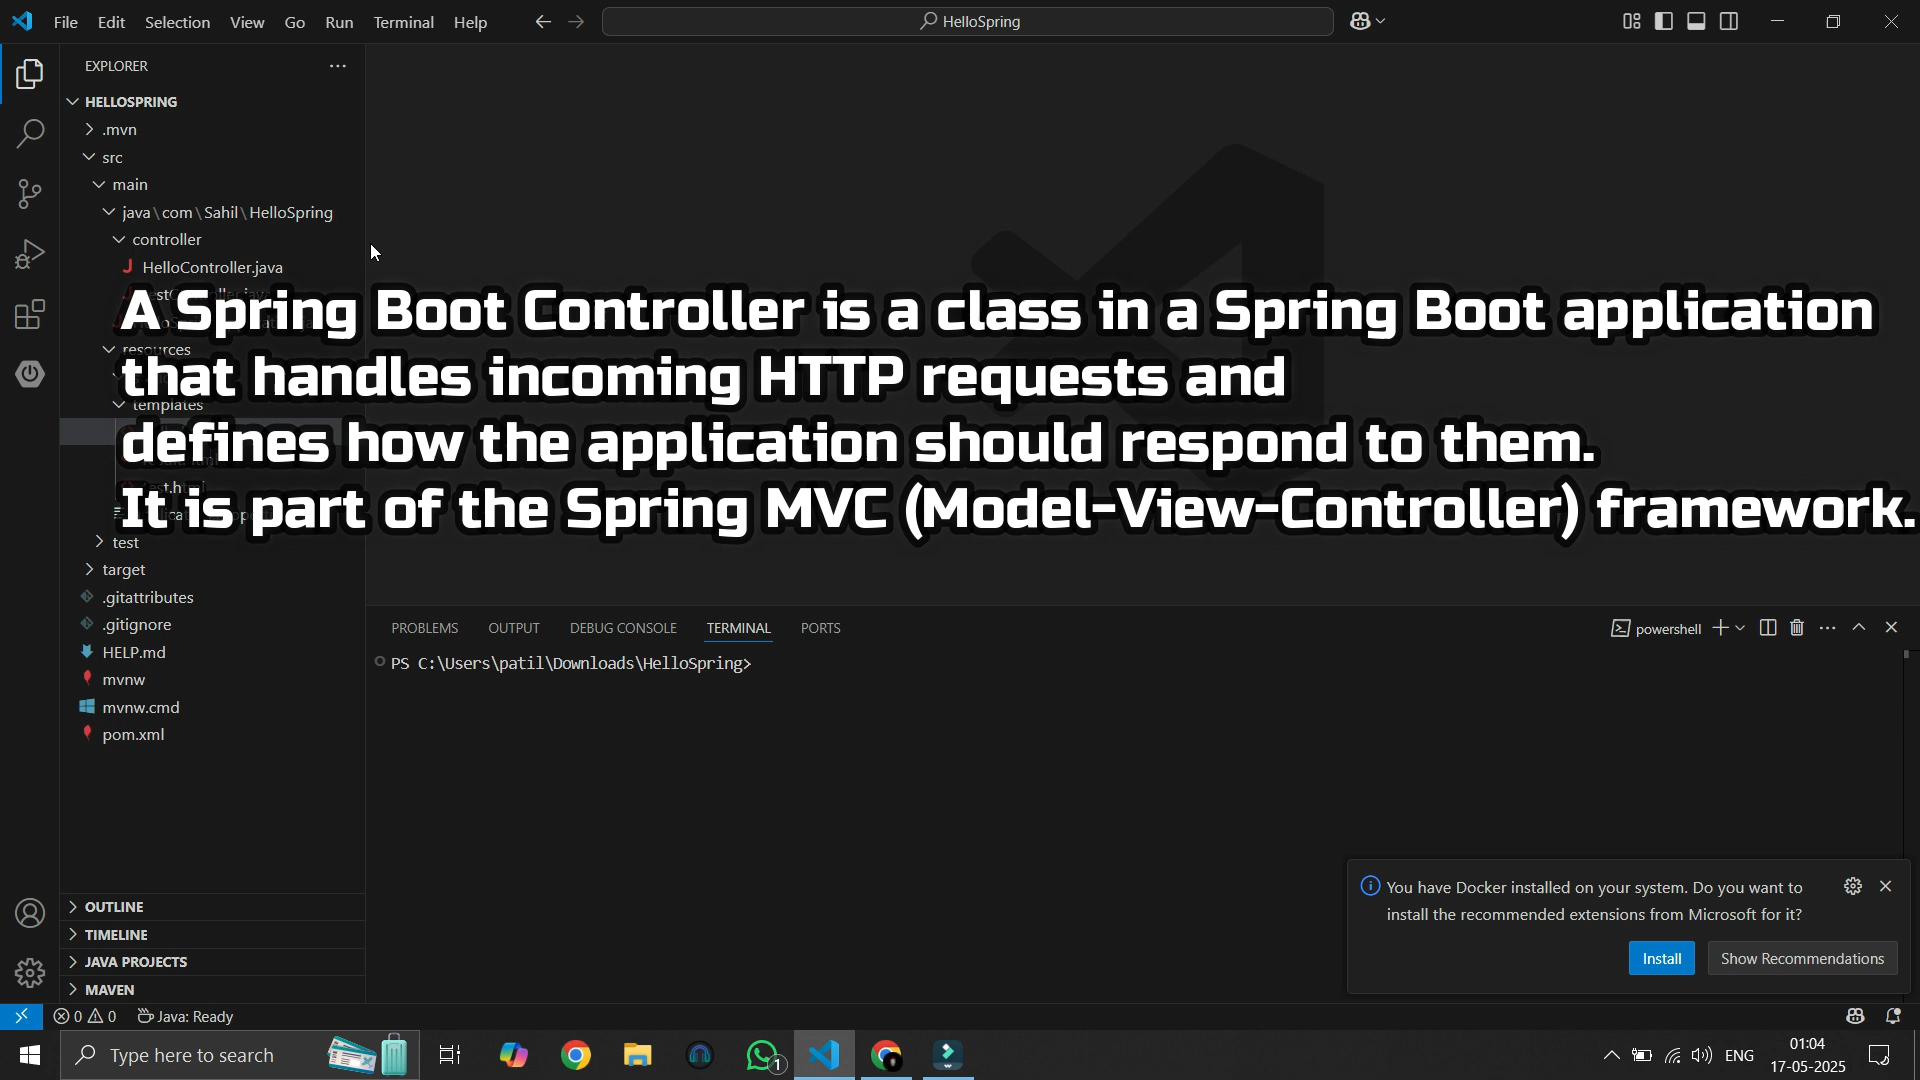 File Edit Selection View Go Run Terminal Help
HelloSpring
EXPLORER
HELLOSPRING
.mvn
src
main
java\com\Sahil\HelloSpring
controller
HelloController.java
A Spring Boot Controller is a class in a Spring Boot application
resources
that handles incoming HTTP requests and
templates
defines how the application should respond to them.
It is part of the Spring MVC (Model-View-Controller) framework.
test
target
.gitattributes
.gitignore
HELP.md
mvnw
mvnw.cmd
pom.xml
OUTLINE
TIMELINE
JAVA PROJECTS
MAVEN
PROBLEMS OUTPUT DEBUG CONSOLE TERMINAL PORTS
powershell
PS C:\Users\patil\Downloads\HelloSpring>
You have Docker installed on your system. Do you want to
install the recommended extensions from Microsoft for it?
Install Show Recommendations
0 0 Java: Ready
Type here to search
1
ENG
01:04
17-05-2025